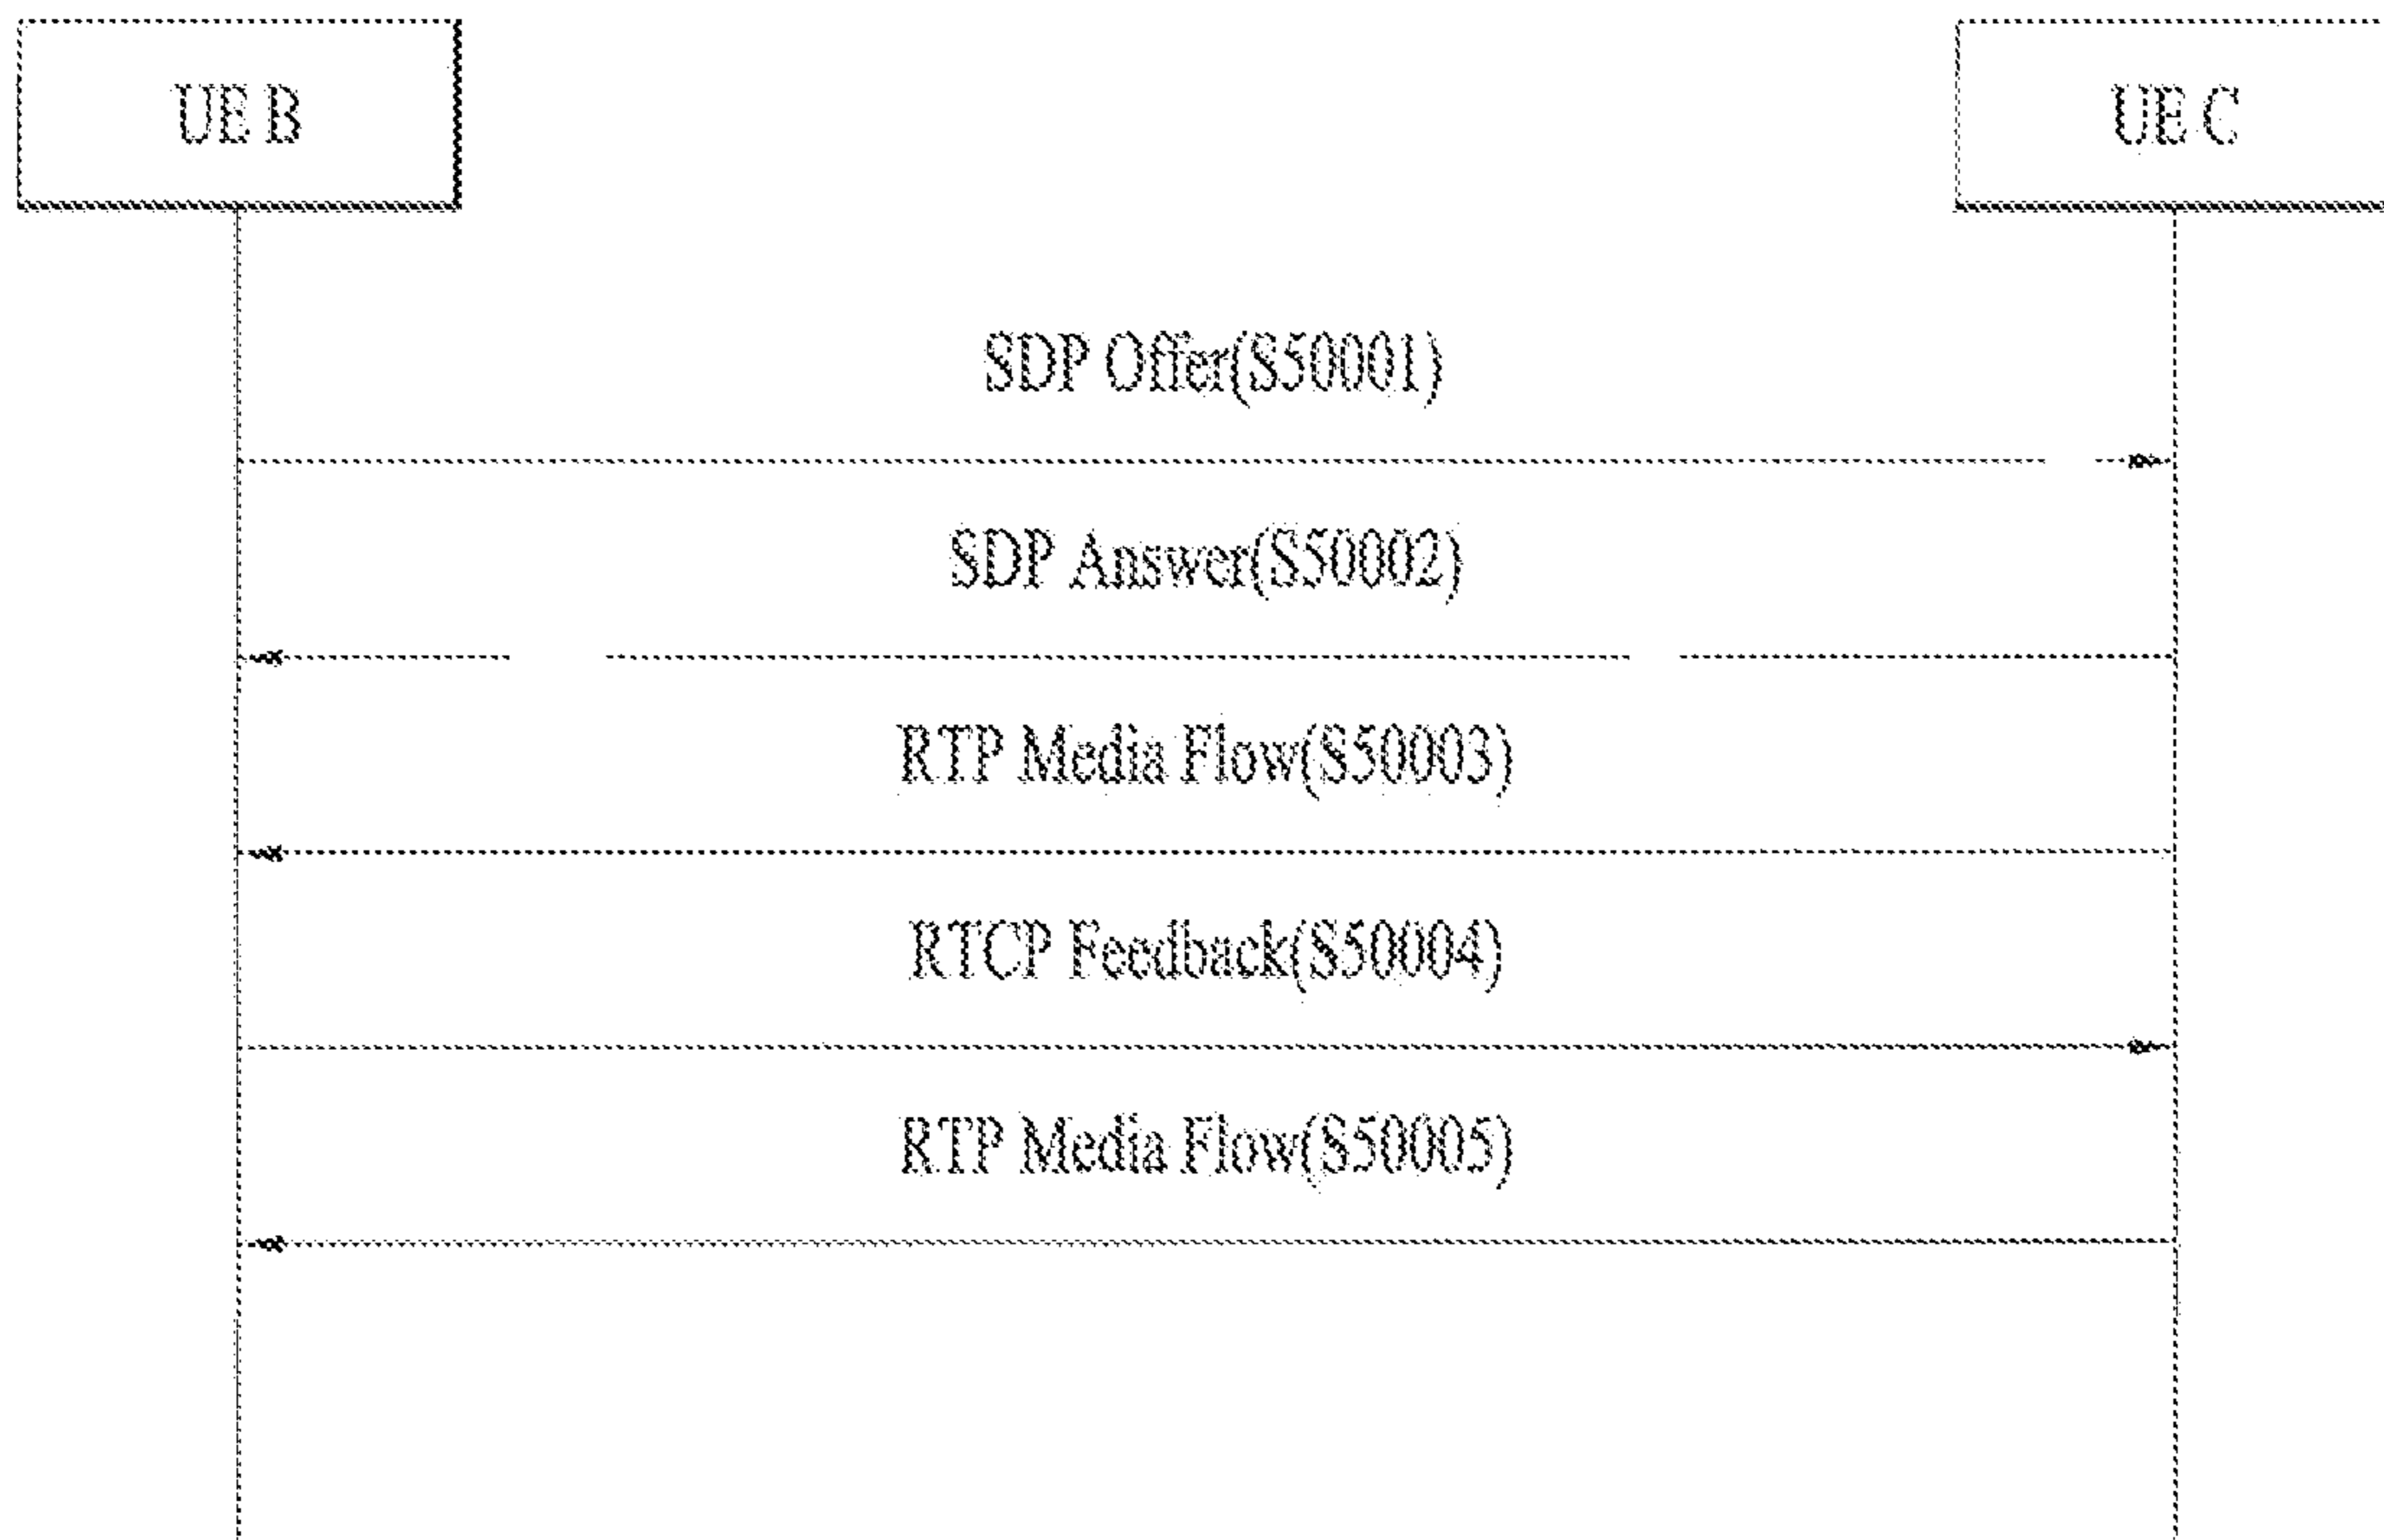 UE B
UE C
SDP Offer(S50001)
SDP Answer(S50002)
RTP Media Flow(S50003)
RTCP Feedback(S50004)
RTP Media Flow(S50005)